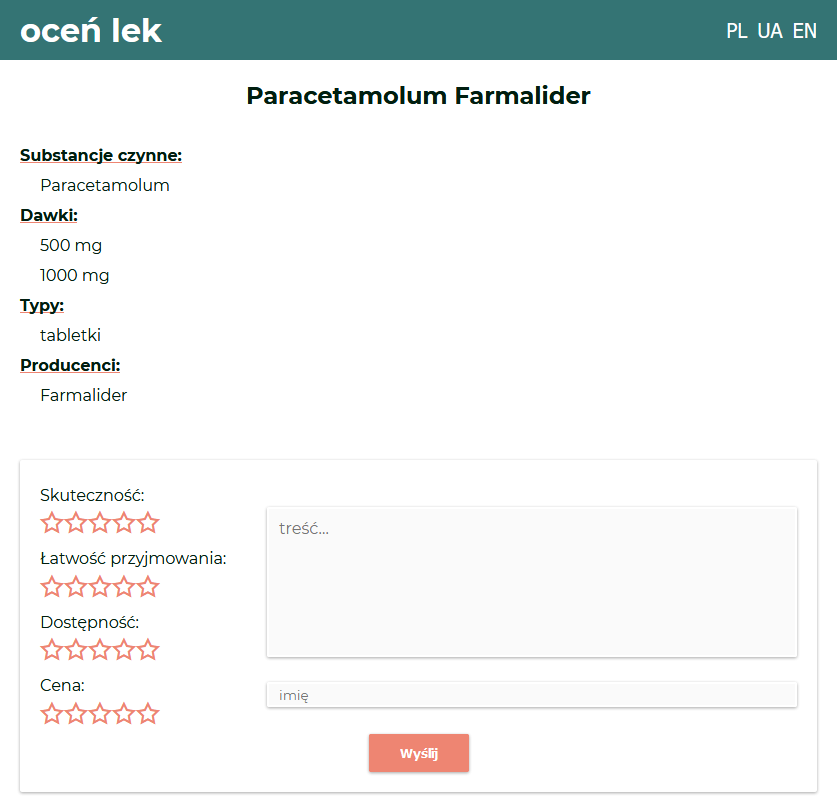 oceń lek
PL UA EN
Paracetamolum Farmalider
Substancje czynne:
Paracetamolum
Dawki:
500 mg
1000 mg
Typy:
tabletki
Producenci:
Farmalider
Skuteczność:
Łatwość przyjmowania:
Dostępność:
Cena:
treść...
imię
Wyślij